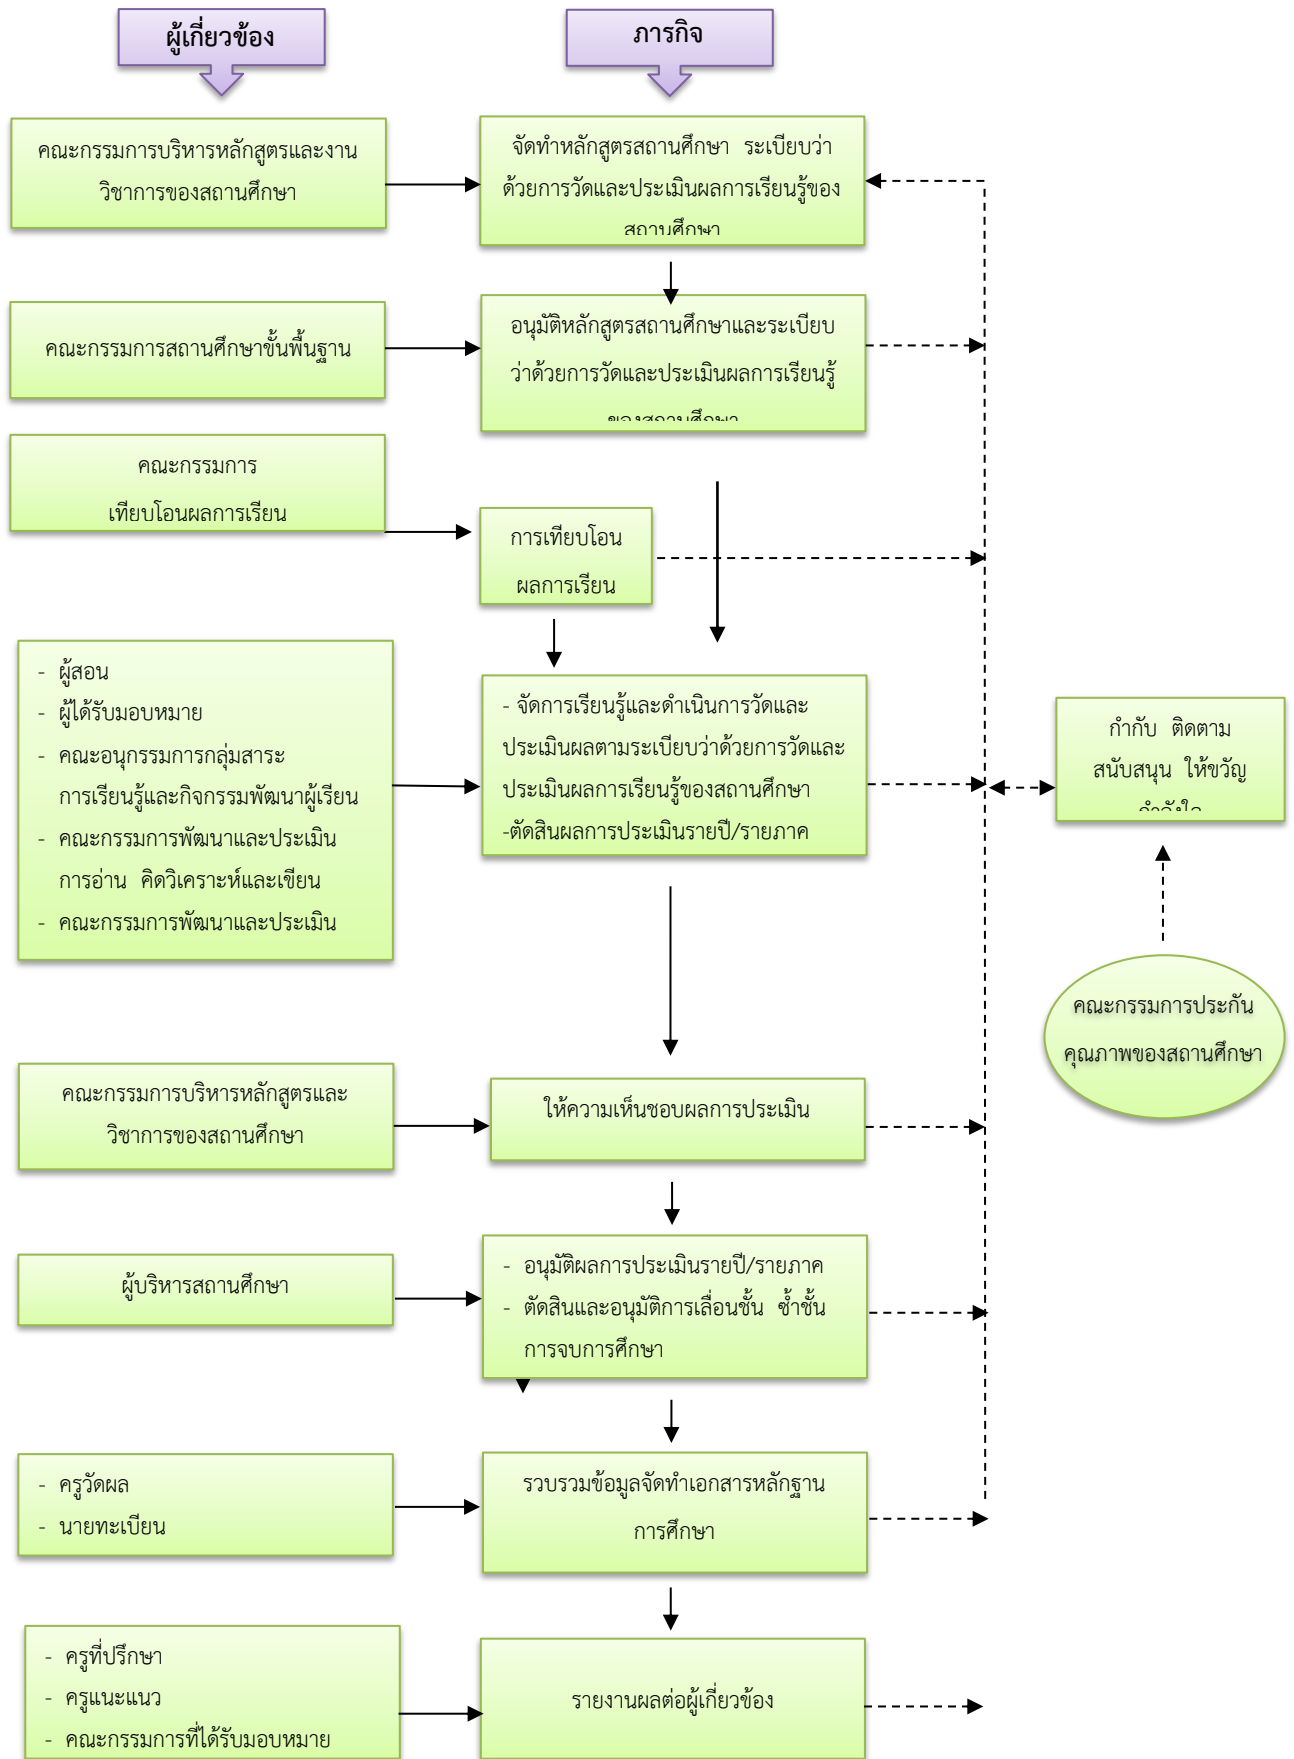 ผู้เกี่ยวข้อง
ภารกิจ
คณะกรรมการบริหารหลักสูตรและงาน
วิชาการของสถานศึกษา
จัดทำหลักสูตรสถานศึกษา ระเบียบว่า
ด้วยการวัดและประเมินผลการเรียนรู้ของ
สถานศึกษา
คณะกรรมการสถานศึกษาขั้นพื้นฐาน
อนุมัติหลักสูตรสถานศึกษาและระเบียบ
ว่าด้วยการวัดและประเมินผลการเรียนรู้
ของสถานศึกษา
คณะกรรมการ
เทียบโอนผลการเรียน
การเทียบโอน
ผลการเรียน
- ผู้สอน
- ผู้ได้รับมอบหมาย
- คณะอนุกรรมการกลุ่มสาระ
การเรียนรู้และกิจกรรมพัฒนาผู้เรียน
- คณะกรรมการพัฒนาและประเมิน
การอ่าน คิดวิเคราะห์และเขียน
- คณะกรรมการพัฒนาและประเมิน
- จัดการเรียนรู้และดำเนินการวัดและ
ประเมินผลตามระเบียบว่าด้วยการวัดและ
ประเมินผลการเรียนรู้ของสถานศึกษา
-ตัดสินผลการประเมินรายปี/รายภาค
กำกับ ติดตาม
สนับสนุน ให้ขวัญ
กำลังใจ
คณะกรรมการประกัน
คุณภาพของสถานศึกษา
คณะกรรมการบริหารหลักสูตรและ
วิชาการของสถานศึกษา
ให้ความเห็นชอบผลการประเมิน
ผู้บริหารสถานศึกษา
- อนุมัติผลการประเมินรายปี/รายภาค
- ตัดสินและอนุมัติการเลื่อนชั้น ซ้ำชั้น
การจบการศึกษา
- ครูวัดผล
- นายทะเบียน
รวบรวมข้อมูลจัดทำเอกสารหลักฐาน
การศึกษา
- ครูที่ปรึกษา
- ครูแนะแนว
- คณะกรรมการที่ได้รับมอบหมาย
รายงานผลต่อผู้เกี่ยวข้อง